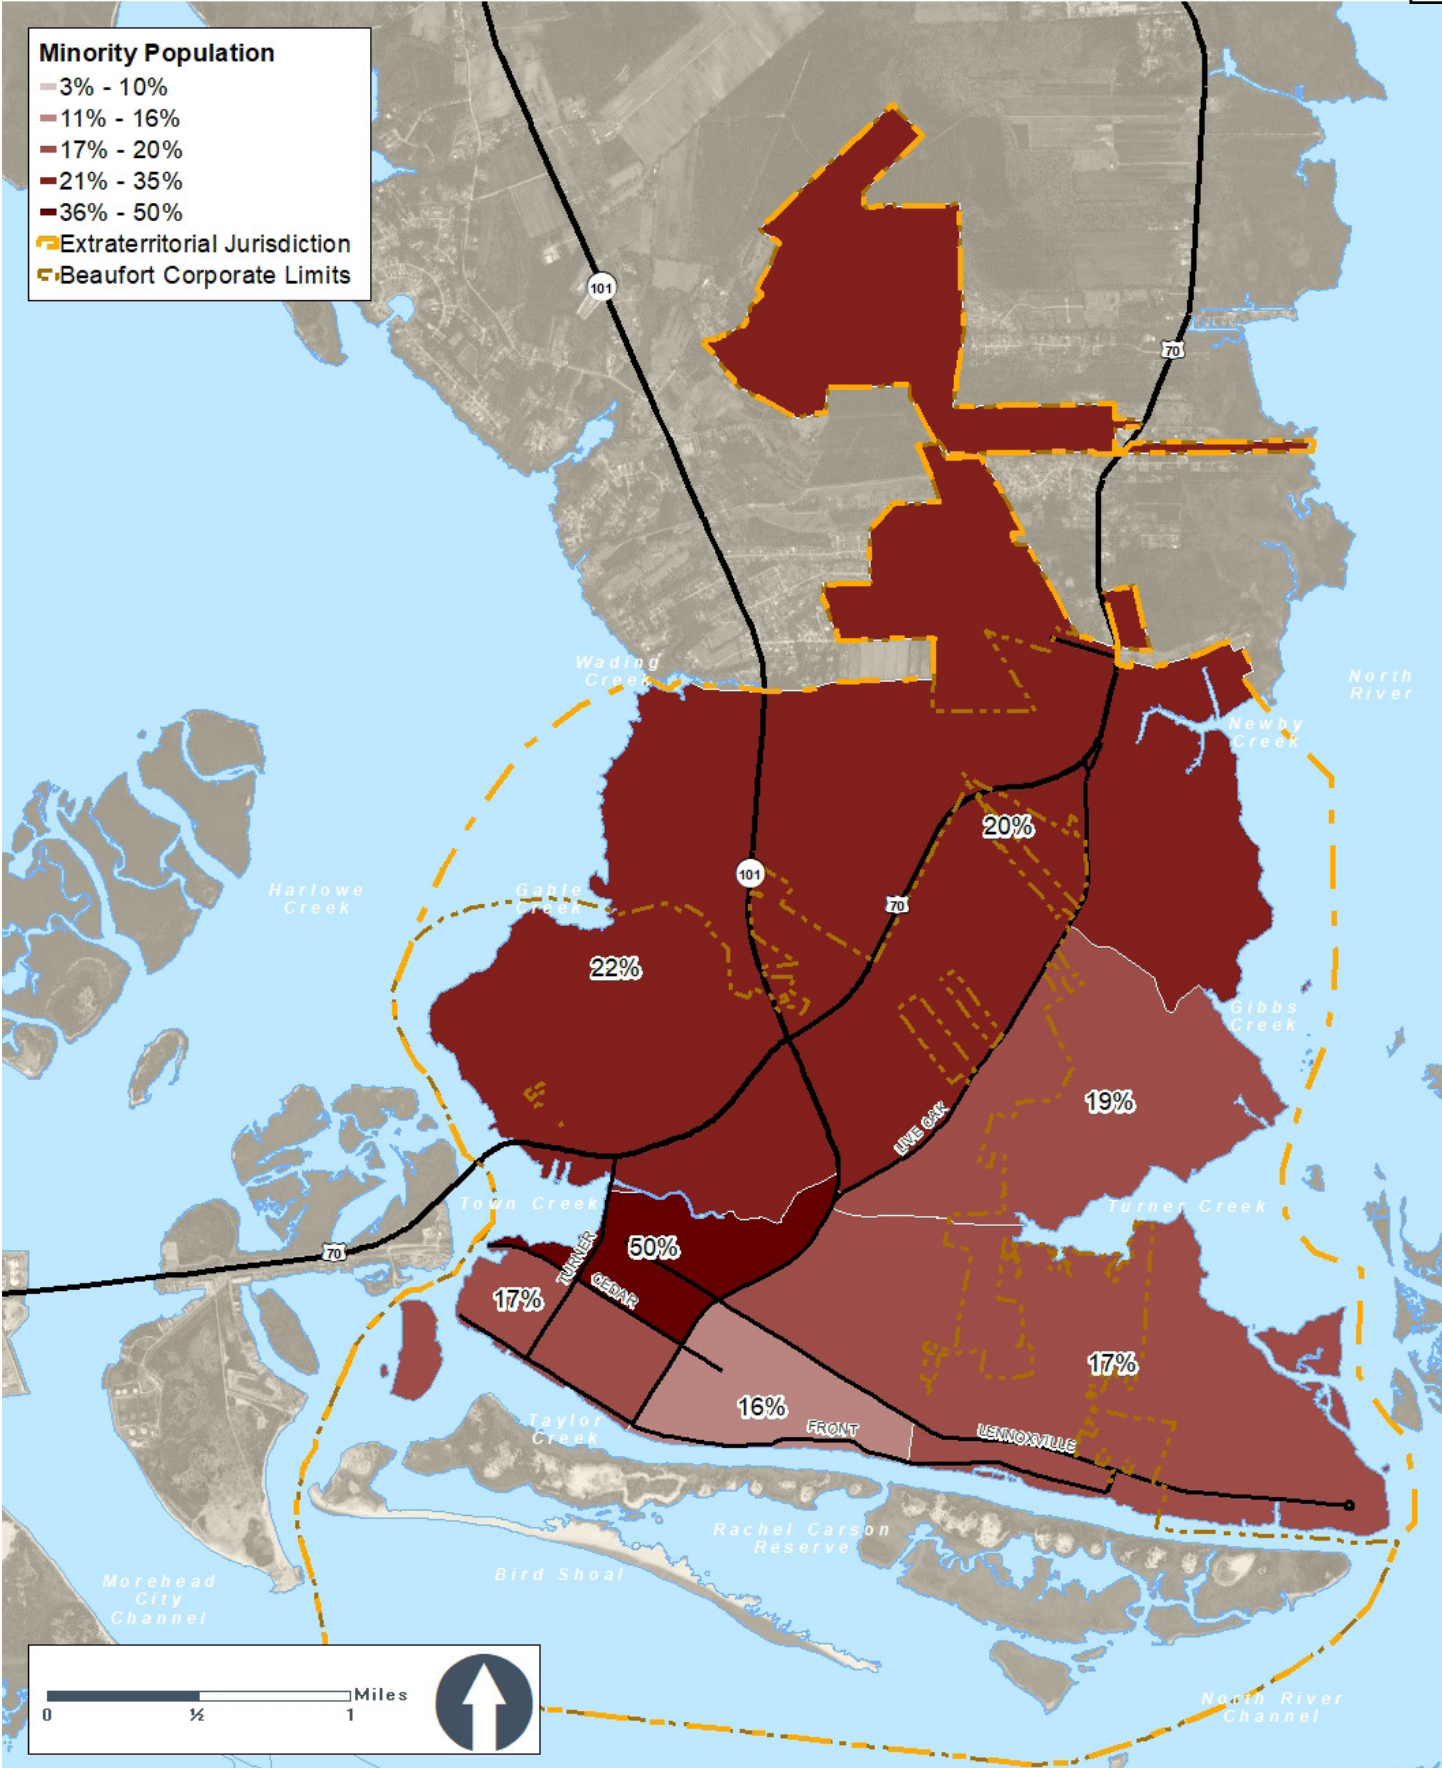 Minority Population
3% - 10%
11% - 16%
17% - 20%
21% - 35%
36% - 50%
Extraterritorial Jurisdiction
Beaufort Corporate Limits
101
70
Wading
Creek
North
River
Newby
Creek
20%
101
Harlowe
Creek
Gable
Creek
70
22%
Gibbs
Creek
19%
LIVE OAK
Town Creek
Turner Creek
70
TURNER
50%
CEDAR
17%
17%
16%
FRONT
LENNOXVILLE
Taylor
Creek
Rachel Carson
Reserve
Bird Shoal
Morehead
City
Channel
North River
Channel
Miles
0 ½ 1